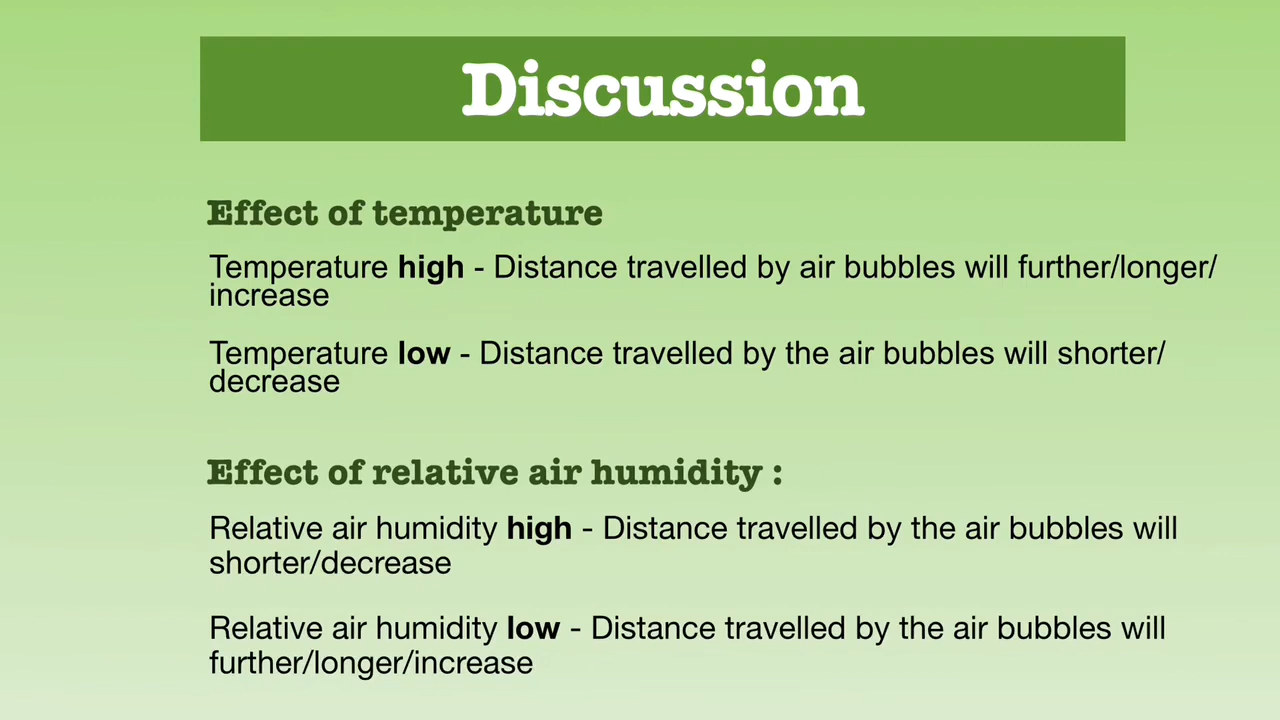 Discussion
Effect of temperature
Temperature high - Distance travelled by air bubbles will further/longer/
increase
Temperature low - Distance travelled by the air bubbles will shorter/
decrease
Effect of relative air humidity :
Relative air humidity high - Distance travelled by the air bubbles will
shorter/decrease
Relative air humidity low - Distance travelled by the air bubbles will
further/longer/increase